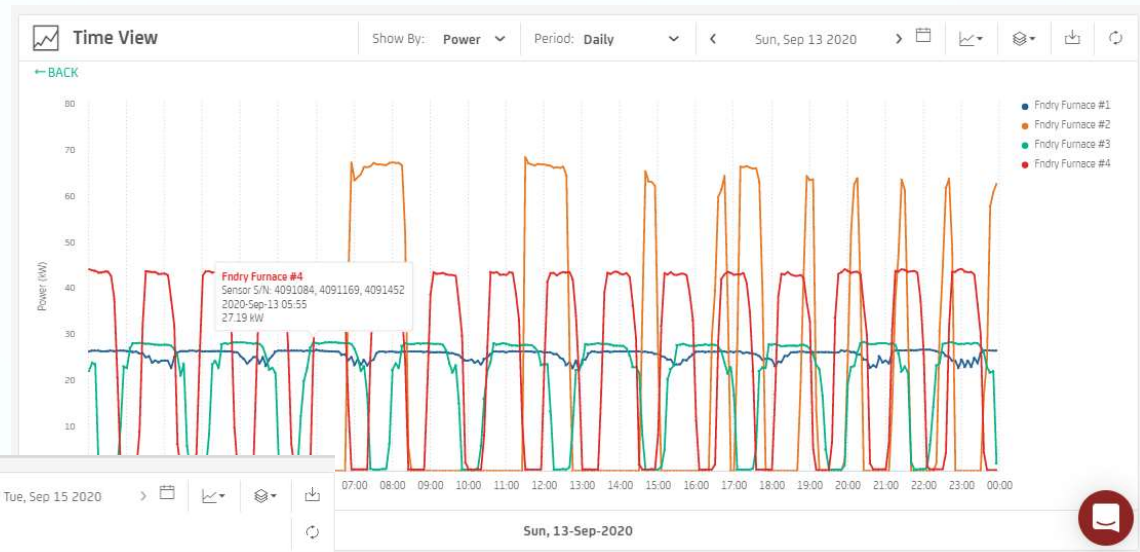 Time View
Show By: Power
Period: Daily
Sun, Sep 13 2020
←BACK
80
70
60
50
40
30
20
10
Power (kW)
Fndry Furnace #1
Fndry Furnace #2
Fndry Furnace #3
Fndry Furnace #4
Fndry Furnace #4
Sensor S/N: 4091084, 4091169, 4091452
2020-Sep-13 05:55
27.19 kW
07:00 08:00 09:00 10:00 11:00 12:00 13:00 14:00 15:00 16:00 17:00 18:00 19:00 20:00 21:00 22:00 23:00 00:00
Tue, Sep 15 2020
Sun, 13-Sep-2020